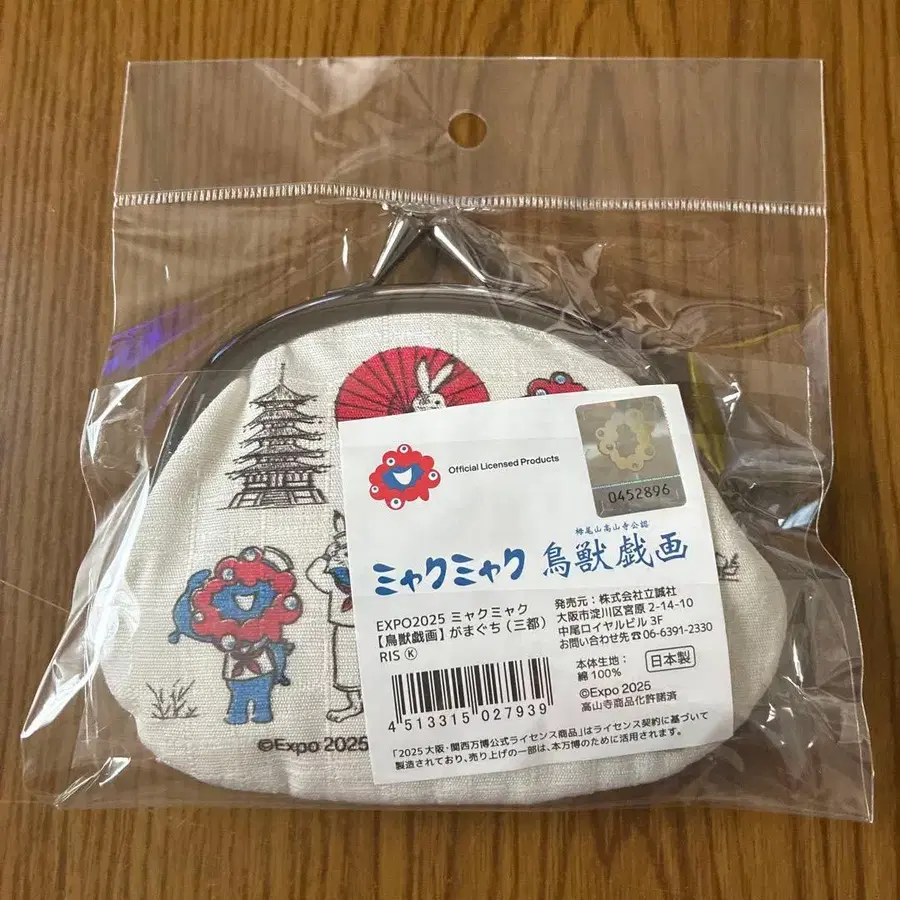 Official Licensed Products
0452896
栂尾山高山寺公認
ミャクミャク 鳥獣戯画
EXPO2025 ミャクミャク
【鳥獣戯画】がまぐち(三都)
RIS Ⓚ
発売元:株式会社立誠社
大阪市淀川区宮原 2-14-10
中尾ロイヤルビル 3F
お問い合わせ先☎06-6391-2330
本体生地:
綿 100%
日本製
©Expo 2025
高山寺商品化許諾済
4 513315 027939
「2025 大阪・関西万博公式ライセンス商品」はライセンス契約に基づいて
製造されており、売り上げの一部は、本万博のために活用されます。
©Expo 2025